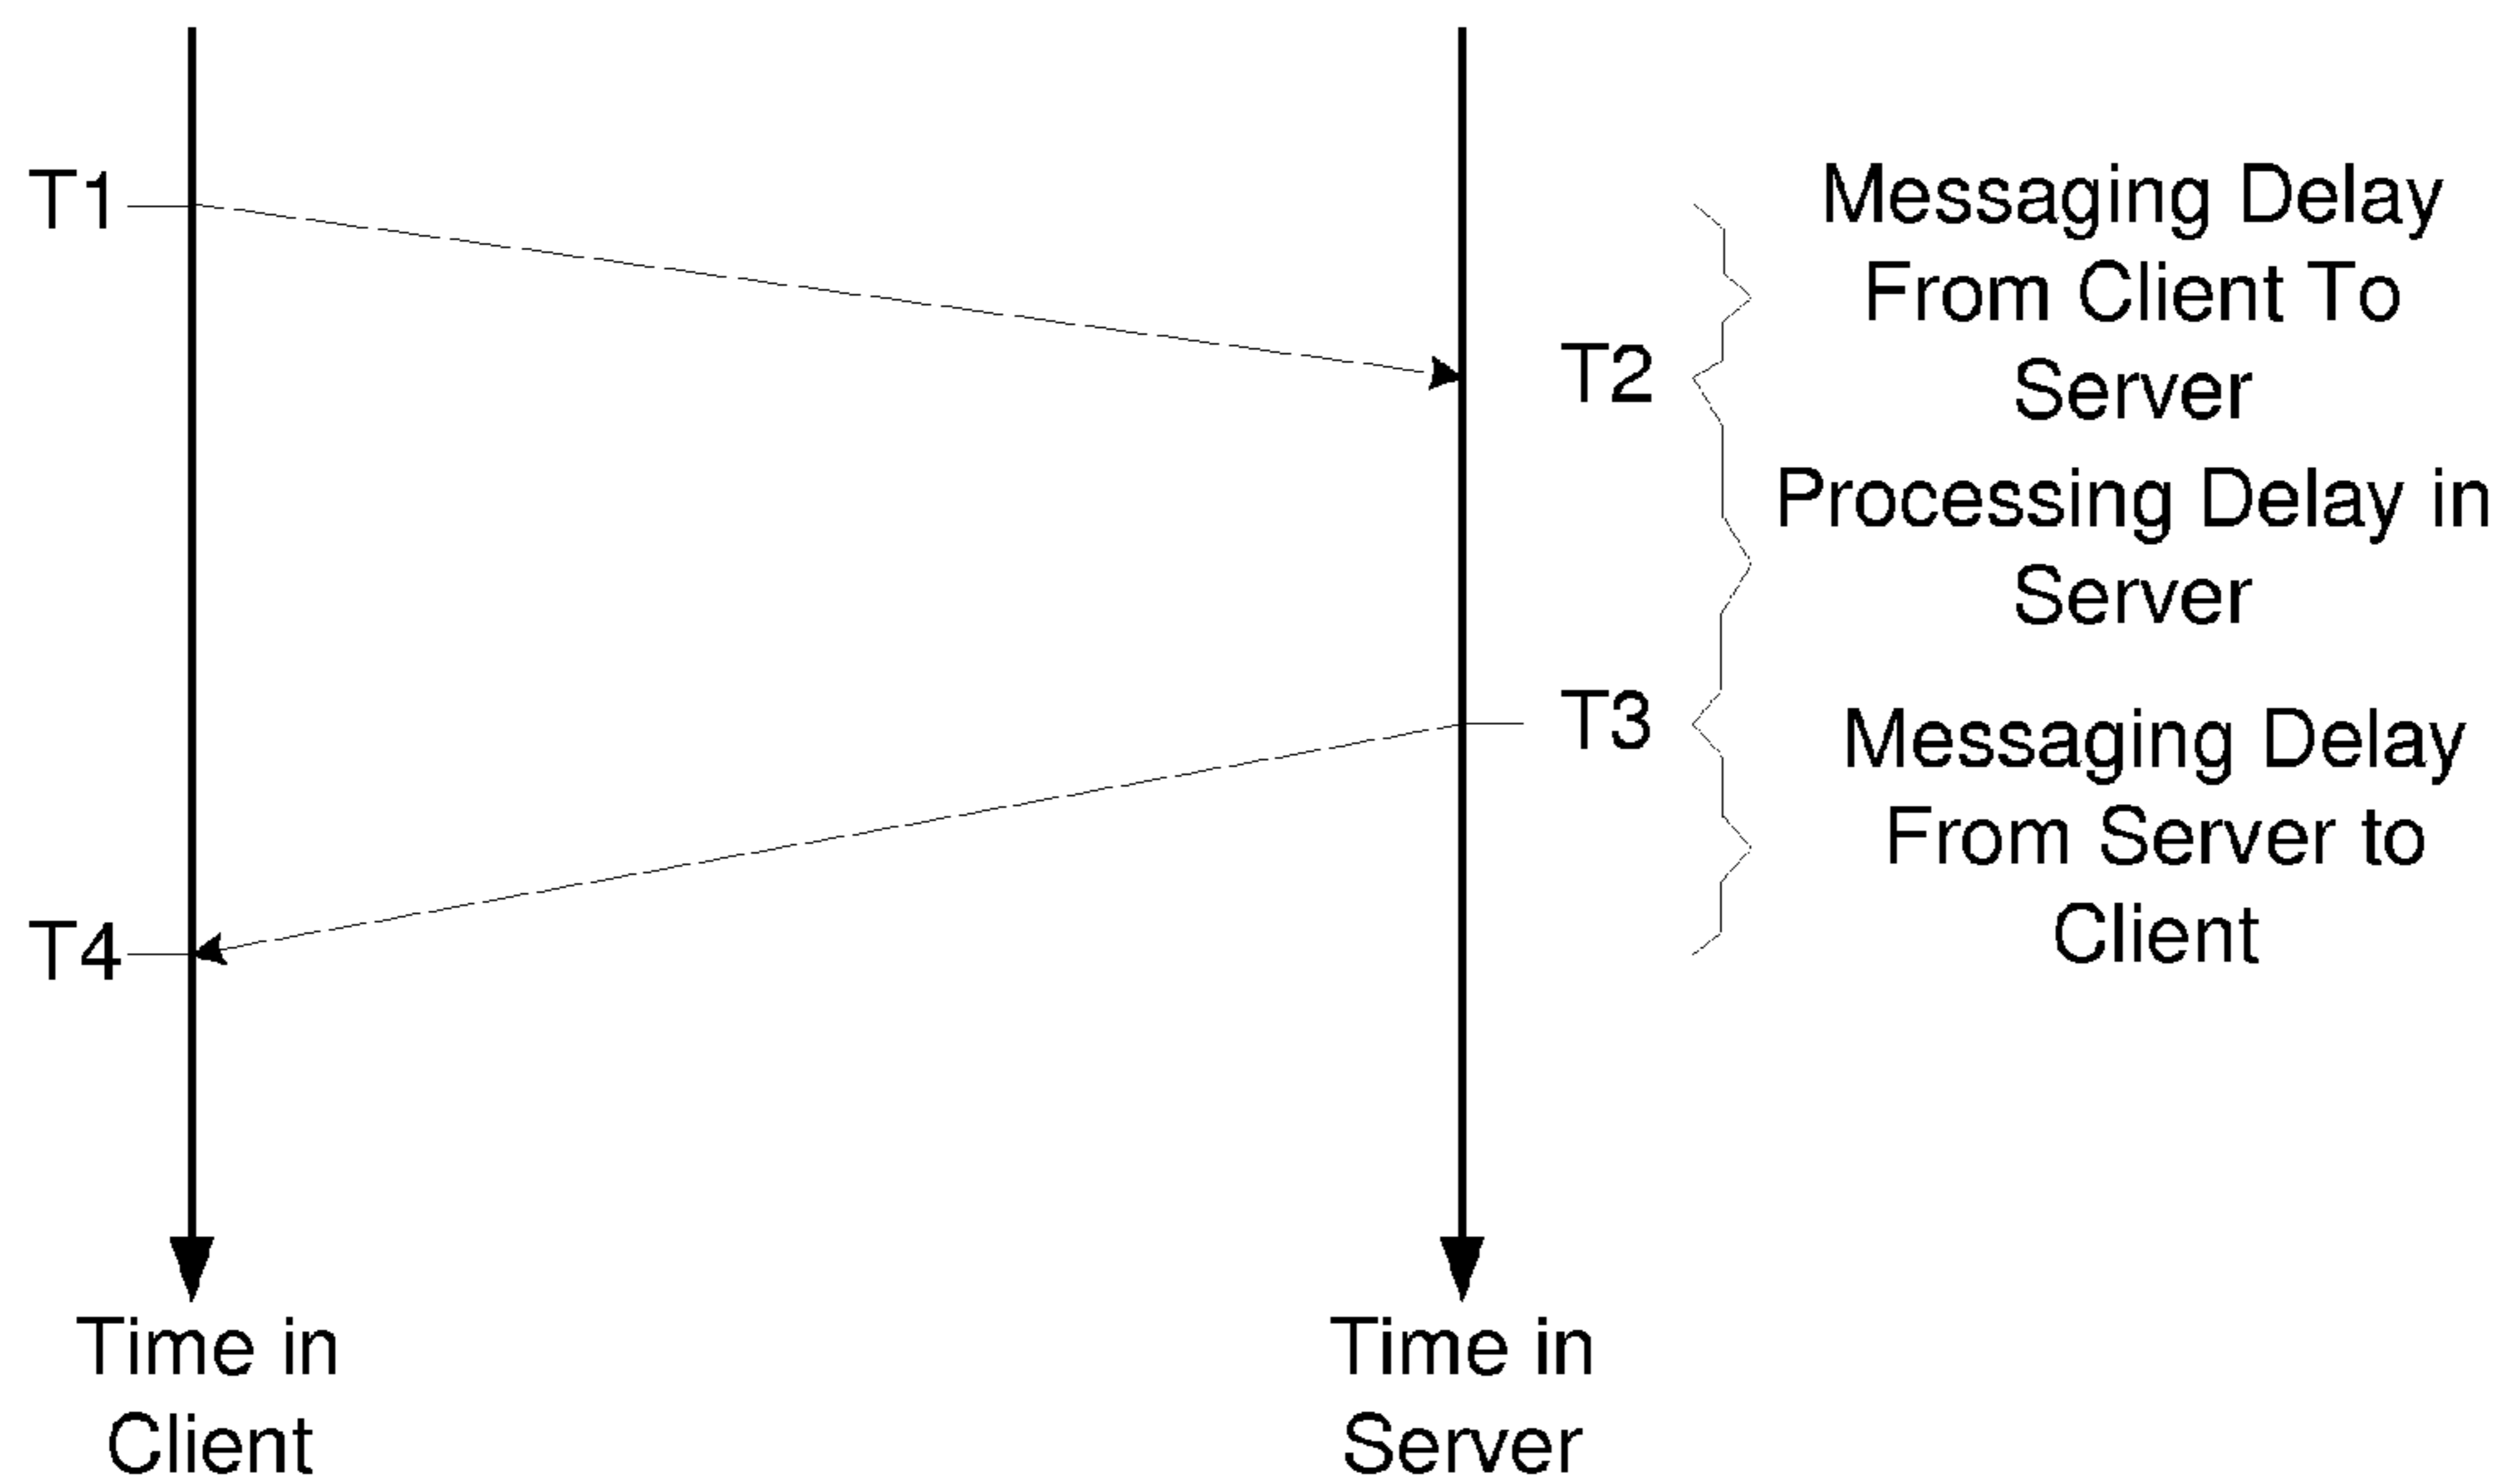 T1
Messaging Delay
From Client To
Server
T2
Processing Delay in
Server
T3
Messaging Delay
From Server to
Client
T4
Time in
Client
Time in
Server